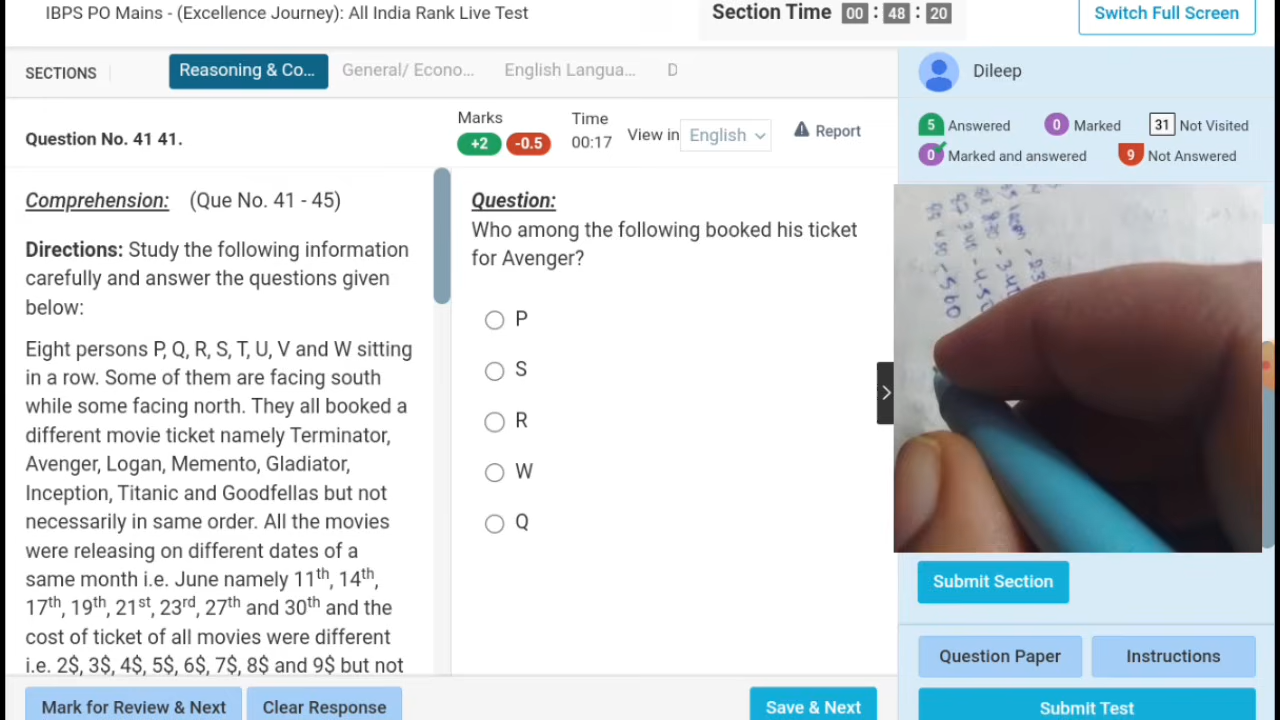 IBPS PO Mains - (Excellence Journey): All India Rank Live Test
Section Time 00 : 48 : 20
Switch Full Screen
SECTIONS
Reasoning & Co...
General/ Econo...
English Langua...
D
Dileep
Question No. 41 41.
Marks
+2 -0.5
Time
00:17
View in English
Report
5 Answered
0 Marked
31 Not Visited
0 Marked and answered
9 Not Answered
Comprehension: (Que No. 41 - 45)
Directions: Study the following information
carefully and answer the questions given
below:
Eight persons P, Q, R, S, T, U, V and W sitting
in a row. Some of them are facing south
while some facing north. They all booked a
different movie ticket namely Terminator,
Avenger, Logan, Memento, Gladiator,
Inception, Titanic and Goodfellas but not
necessarily in same order. All the movies
were releasing on different dates of a
same month i.e. June namely 11th, 14th,
17th, 19th, 21st, 23rd, 27th and 30th and the
cost of ticket of all movies were different
i.e. 2$, 3$, 4$, 5$, 6$, 7$, 8$ and 9$ but not
Question:
Who among the following booked his ticket
for Avenger?
P
S
R
W
Q
Submit Section
Question Paper
Instructions
Mark for Review & Next
Clear Response
Save & Next
Submit Test